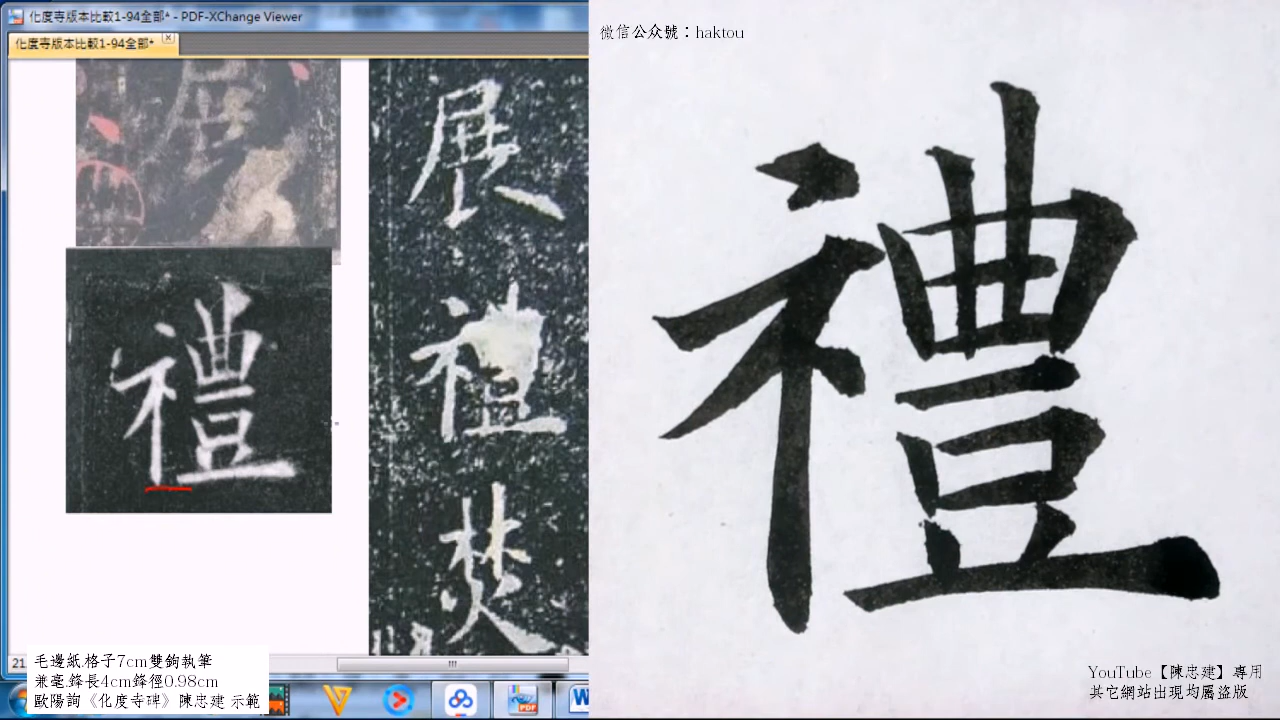 化度寺版本比較1-94全部* - PDF-XChange Viewer
化度寺版本比較1-94全部*
微信公众號：haktou
展
禮
焚
禮
禮
21
毛邊紙格子7cm雙鉤執筆
兼毫鋒長4cm鋒徑0.98cm
歐陽詢《化度寺碑》陳忠建 示範
YouTube【陳忠建】專用
其它網站出現均屬盜